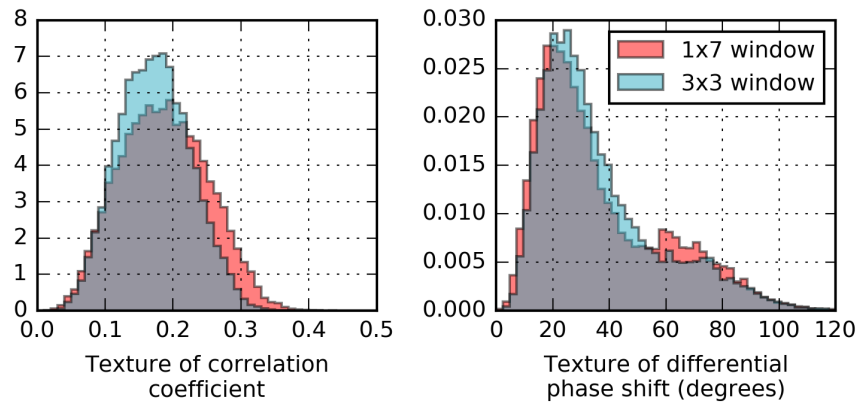 8
7
6
5
4
3
2
1
0
0.0 0.1 0.2 0.3 0.4 0.5
Texture of correlation
coefficient
0.030
0.025
0.020
0.015
0.010
0.005
0.000
0 20 40 60 80 100 120
Texture of differential
phase shift (degrees)
1x7 window
3x3 window